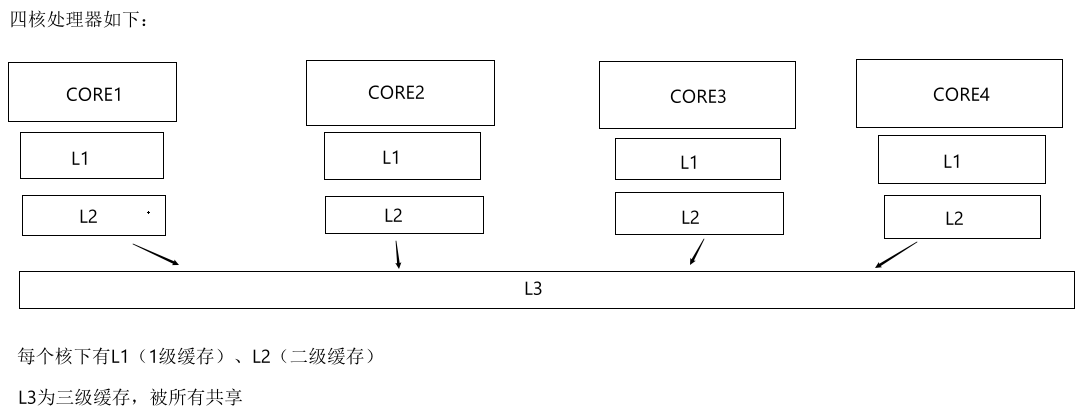 四核处理器如下：
CORE1 CORE2 CORE3 CORE4
L1 L1 L1 L1
L2 L2 L2 L2
L3
每个核下有L1（1级缓存）、L2（二级缓存）
L3为三级缓存，被所有共享